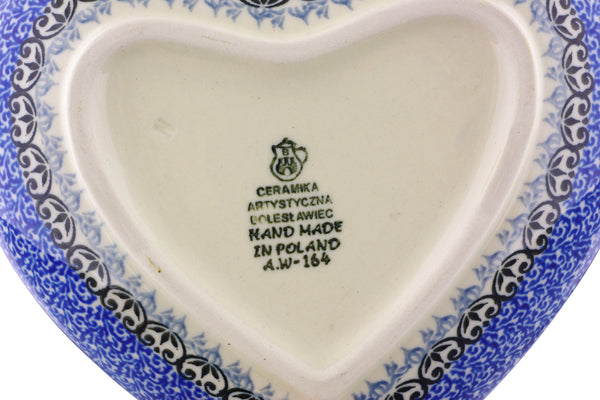 B
CERAMIKA
ARTYSTYCZNA
BOLESŁAWIEC
HAND MADE
IN POLAND
A.W-164